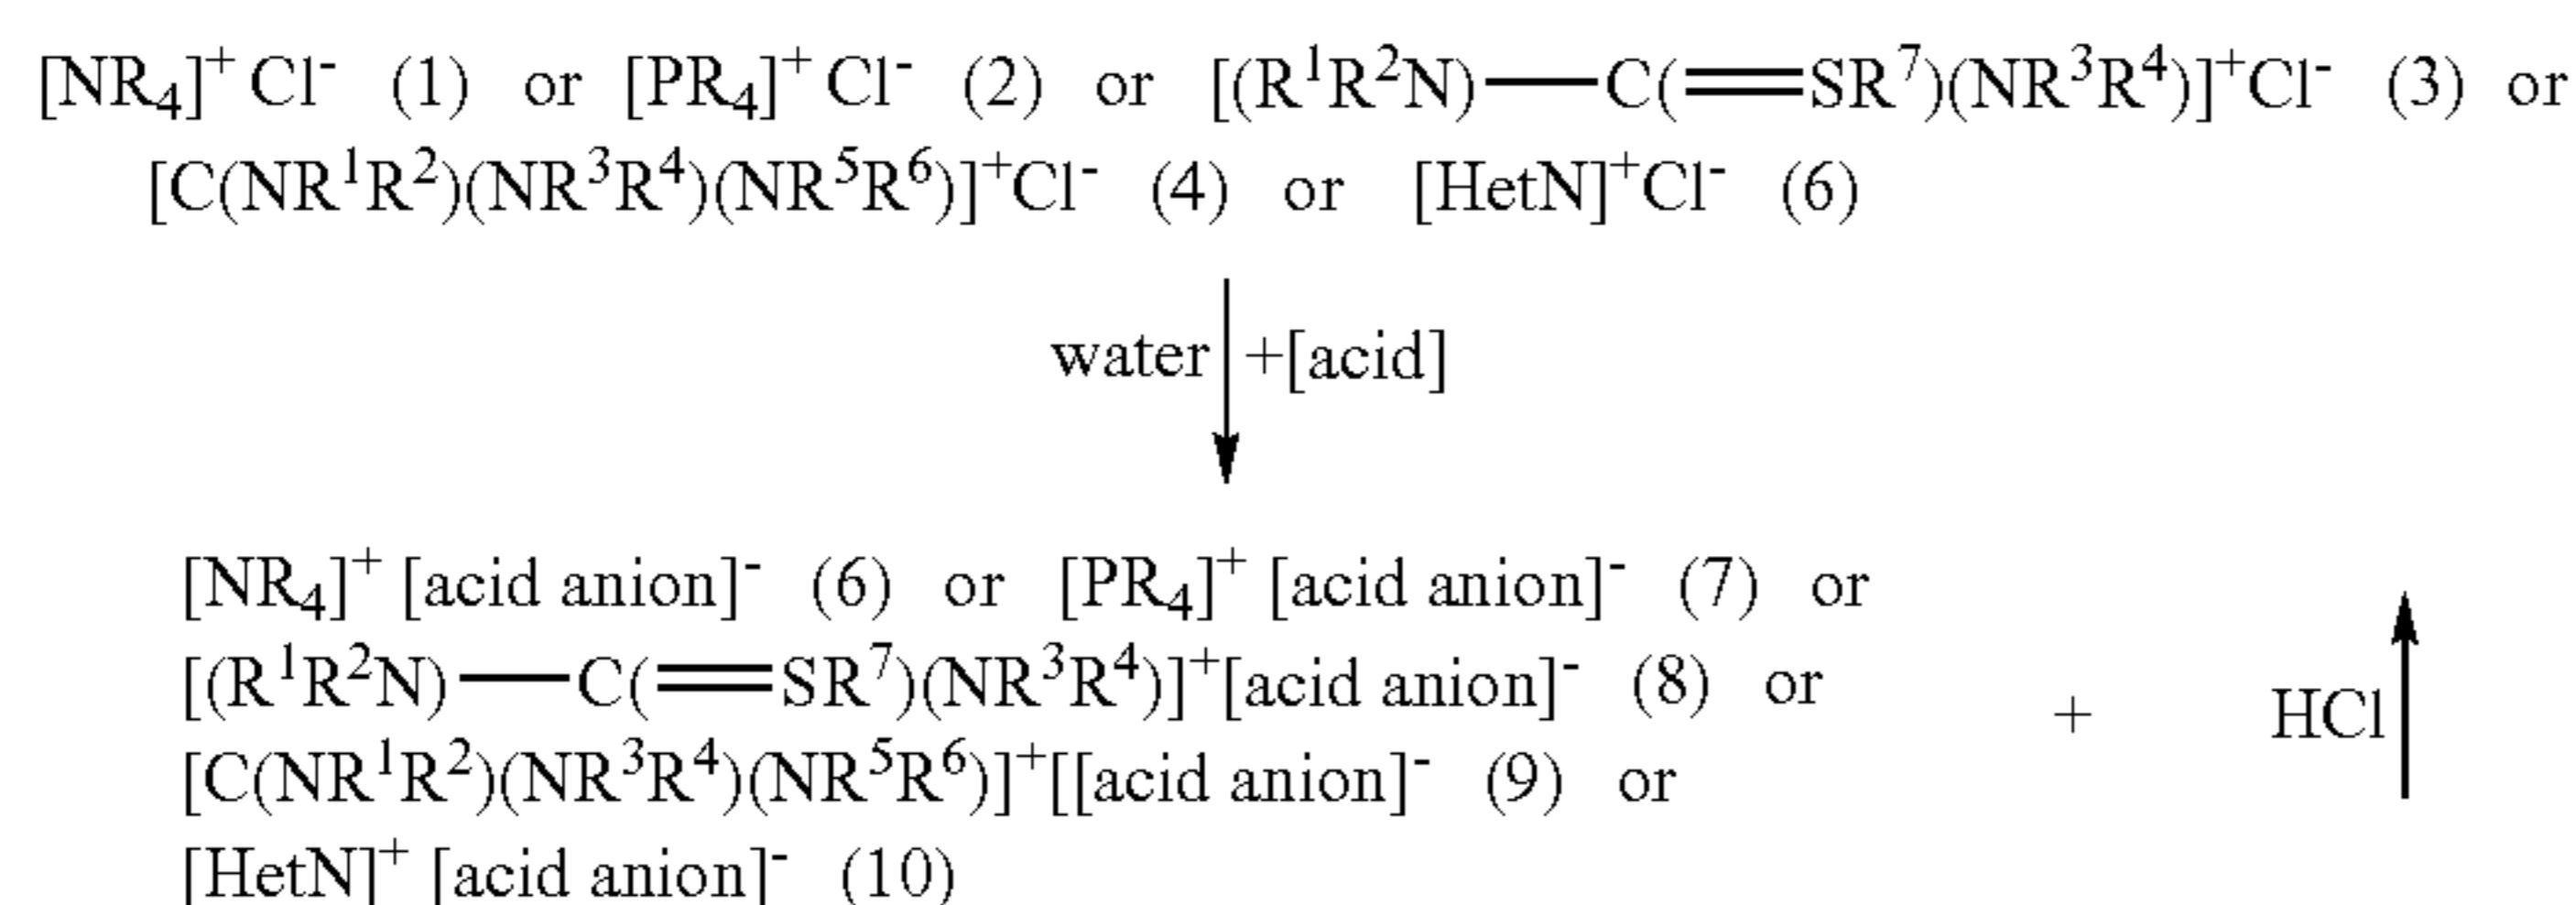 [NR₄]⁺ Cl⁻ (1) or [PR₄]⁺ Cl⁻ (2) or [(R¹R²N)—C(=SR⁷)(NR³R⁴)]⁺Cl⁻ (3) or
[C(NR¹R²)(NR³R⁴)(NR⁵R⁶)]⁺Cl⁻ (4) or [HetN]⁺Cl⁻ (6)
water +[acid]
[NR₄]⁺ [acid anion]⁻ (6) or [PR₄]⁺ [acid anion]⁻ (7) or
[(R¹R²N)—C(=SR⁷)(NR³R⁴)]⁺[acid anion]⁻ (8) or
+ HCl
[C(NR¹R²)(NR³R⁴)(NR⁵R⁶)]⁺[[acid anion]⁻ (9) or
[HetN]⁺ [acid anion]⁻ (10)